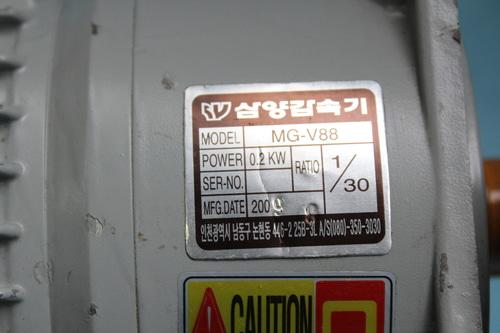 삼양감속기
MODEL MG-V88
POWER 0.2 KW RATIO 1/30
SER-NO.
MFG.DATE 200
인천광역시 남동구 논현동 446-2 25B-3L A/S(080)-350-3030
CAUTION